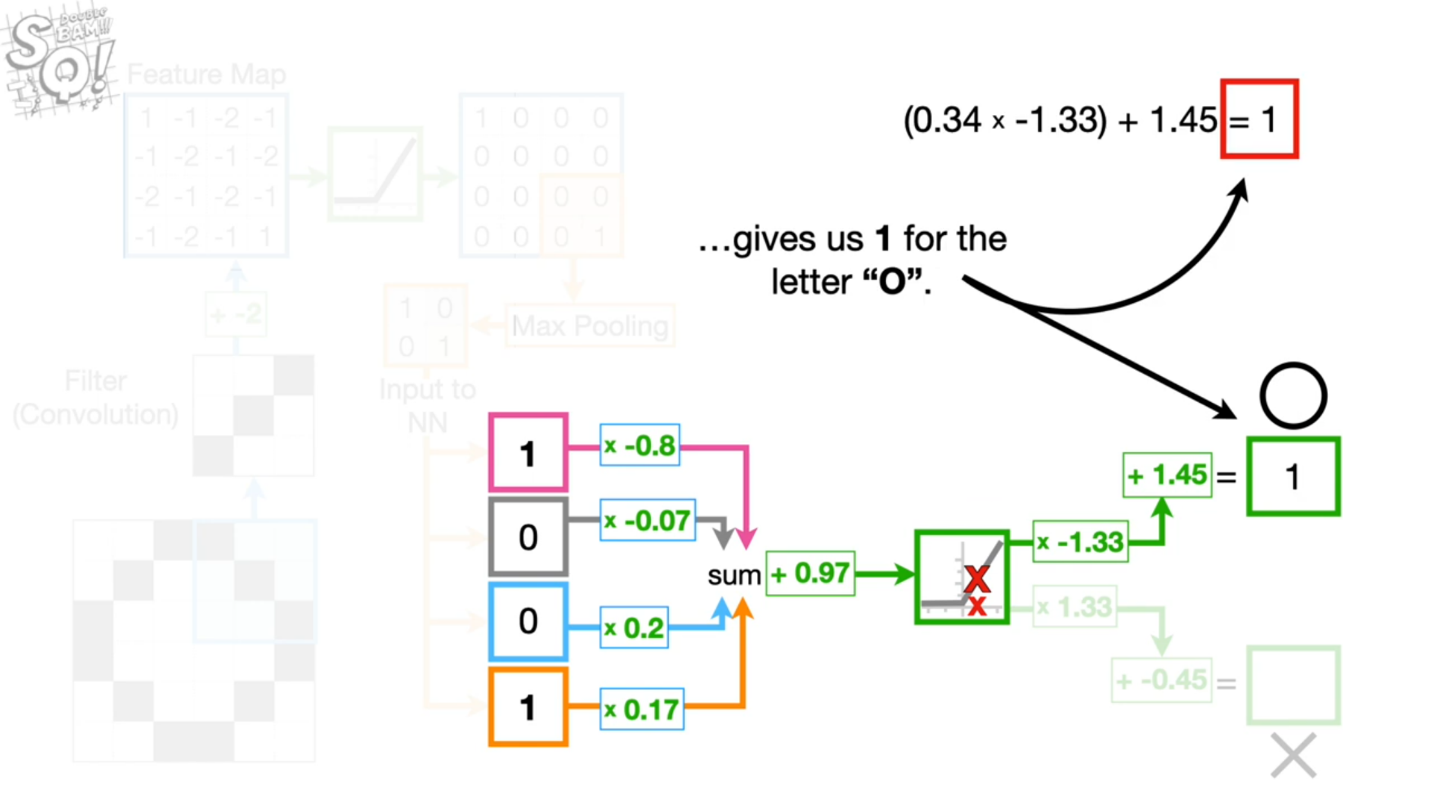 DOUBLE
BAM!!!
SQ!
Feature Map
1 -1 -2 -1
-1 -2 -1 -2
-2 -1 -2 -1
-1 -2 -1 1
1 0 0 0
0 0 0 0
0 0 0 0
0 0 0 1
(0.34 x -1.33) + 1.45 = 1
…gives us 1 for the
letter “O”.
+ -2
1 0
0 1
Max Pooling
Filter
(Convolution)
Input to
NN
1
x -0.8
0
x -0.07
sum
+ 0.97
0
x 0.2
1
x 0.17
x -1.33
+ 1.45 =
1
x 1.33
+ -0.45 =